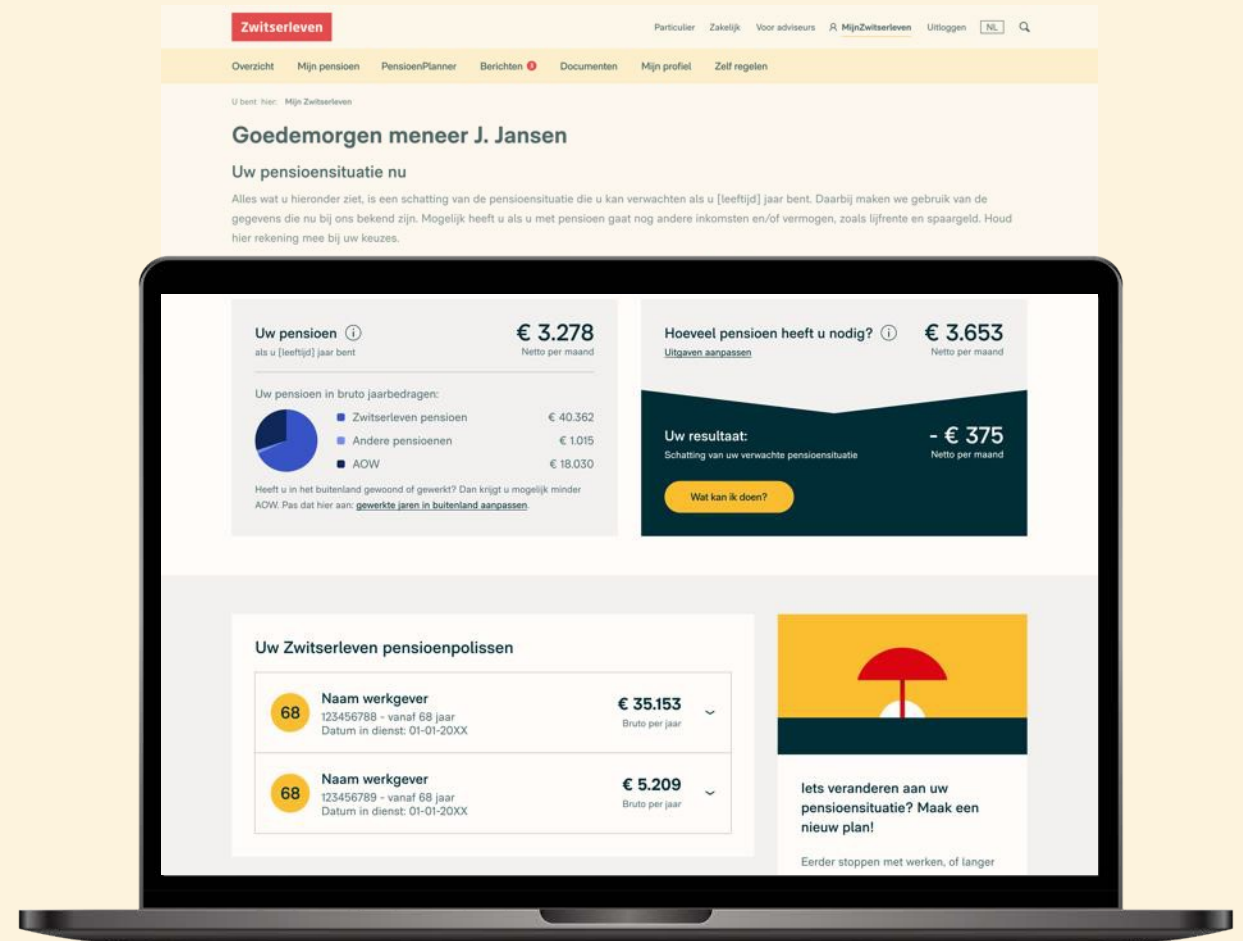 Zwitserleven
Particulier Zakelijk Voor adviseurs MijnZwitserleven Uitloggen NL
Overzicht Mijn pensioen PensioenPlanner Berichten 3 Documenten Mijn profiel Zelf regelen
U bent hier: Mijn Zwitserleven
Goedemorgen meneer J. Jansen
Uw pensioensituatie nu
Alles wat u hieronder ziet, is een schatting van de pensioensituatie die u kan verwachten als u [leeftijd] jaar bent. Daarbij maken we gebruik van de
gegevens die nu bij ons bekend zijn. Mogelijk heeft u als u met pensioen gaat nog andere inkomsten en/of vermogen, zoals lijfrente en spaargeld. Houd
hier rekening mee bij uw keuzes.
Uw pensioen i € 3.278
als u [leeftijd] jaar bent Netto per maand
Uw pensioen in bruto jaarbedragen:
Zwitserleven pensioen € 40.362
Andere pensioenen € 1.015
AOW € 18.030
Heeft u in het buitenland gewoond of gewerkt? Dan krijgt u mogelijk minder
AOW. Pas dat hier aan: gewerkte jaren in buitenland aanpassen.
Hoeveel pensioen heeft u nodig? i € 3.653
Uitgaven aanpassen Netto per maand
Uw resultaat: - € 375
Schatting van uw verwachte pensioensituatie Netto per maand
Wat kan ik doen?
Uw Zwitserleven pensioenpolissen
68 Naam werkgever € 35.153
123456788 - vanaf 68 jaar Bruto per jaar
Datum in dienst: 01-01-20XX
68 Naam werkgever € 5.209
123456789 - vanaf 68 jaar Bruto per jaar
Datum in dienst: 01-01-20XX
Iets veranderen aan uw
pensioensituatie? Maak een
nieuw plan!
Eerder stoppen met werken, of langer